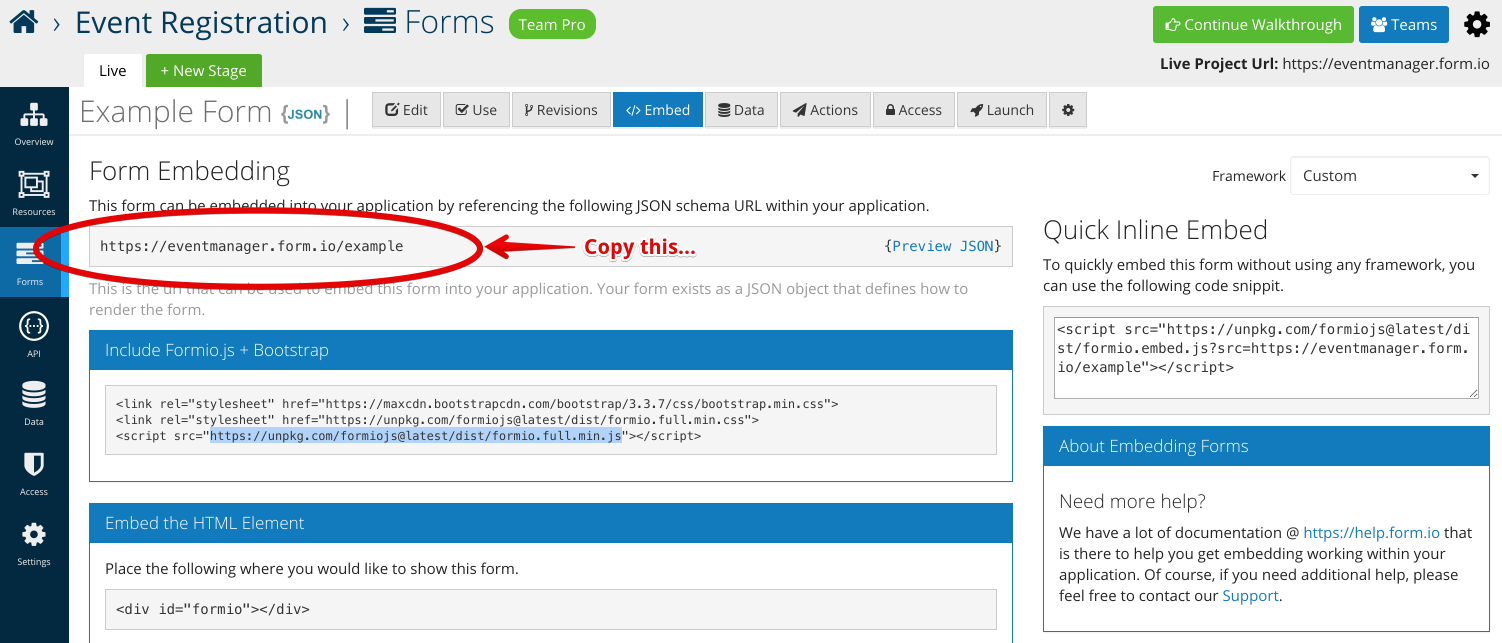 › Event Registration › Forms Team Pro
Continue Walkthrough
Teams
Live
+ New Stage
Live Project Url: https://eventmanager.form.io
Overview
Resources
Forms
API
Data
Access
Settings
Example Form {JSON} |
Edit
Use
Revisions
</> Embed
Data
Actions
Access
Launch
Form Embedding
This form can be embedded into your application by referencing the following JSON schema URL within your application.
https://eventmanager.form.io/example
{Preview JSON}
Copy this...
This is the url that can be used to embed this form into your application. Your form exists as a JSON object that defines how to
render the form.
Include Formio.js + Bootstrap
<link rel="stylesheet" href="https://maxcdn.bootstrapcdn.com/bootstrap/3.3.7/css/bootstrap.min.css">
<link rel="stylesheet" href="https://unpkg.com/formiojs@latest/dist/formio.full.min.css">
<script src="https://unpkg.com/formiojs@latest/dist/formio.full.min.js"></script>
Embed the HTML Element
Place the following where you would like to show this form.
<div id="formio"></div>
Framework
Custom
Quick Inline Embed
To quickly embed this form without using any framework, you
can use the following code snippit.
<script src="https://unpkg.com/formiojs@latest/di
st/formio.embed.js?src=https://eventmanager.form.
io/example"></script>
About Embedding Forms
Need more help?
We have a lot of documentation @ https://help.form.io that
is there to help you get embedding working within your
application. Of course, if you need additional help, please
feel free to contact our Support.